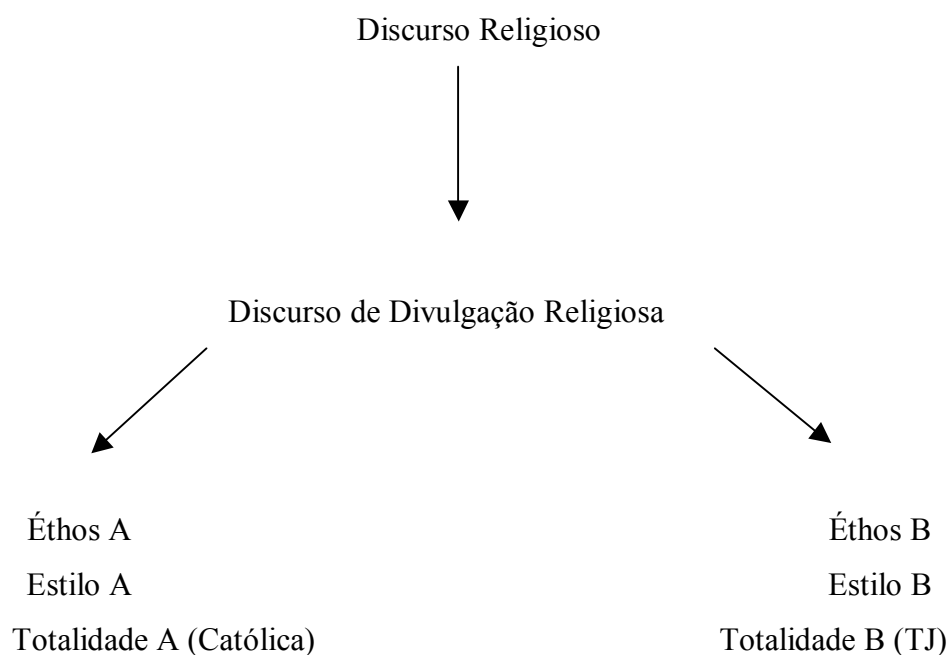 Discurso Religioso
Discurso de Divulgação Religiosa
Éthos A
Estilo A
Totalidade A (Católica)
Éthos B
Estilo B
Totalidade B (TJ)